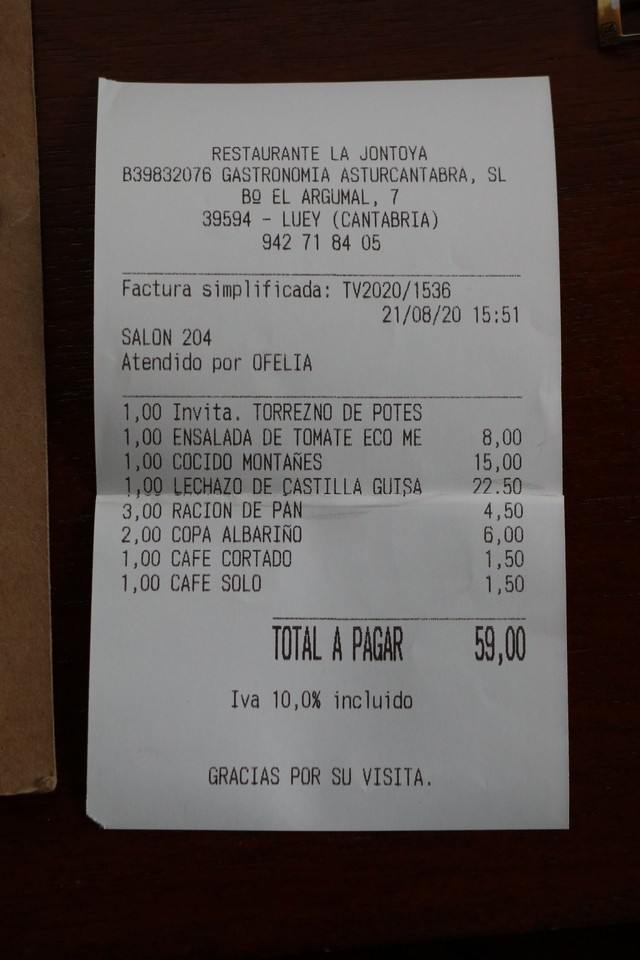 RESTAURANTE LA JONTOYA
B39832076 GASTRONOMIA ASTURCANTABRA, SL
Bº EL ARGUMAL, 7
39594 - LUEY (CANTABRIA)
942 71 84 05
Factura simplificada: TV2020/1536
21/08/20 15:51
SALON 204
Atendido por OFELIA
1,00 Invita. TORREZNO DE POTES
1,00 ENSALADA DE TOMATE ECO ME 8,00
1,00 COCIDO MONTAÑES 15,00
1,00 LECHAZO DE CASTILLA GUISA 22.50
3,00 RACION DE PAN 4,50
2,00 COPA ALBARIÑO 6,00
1,00 CAFE CORTADO 1,50
1,00 CAFE SOLO 1,50
TOTAL A PAGAR 59,00
Iva 10,0% incluido
GRACIAS POR SU VISITA.